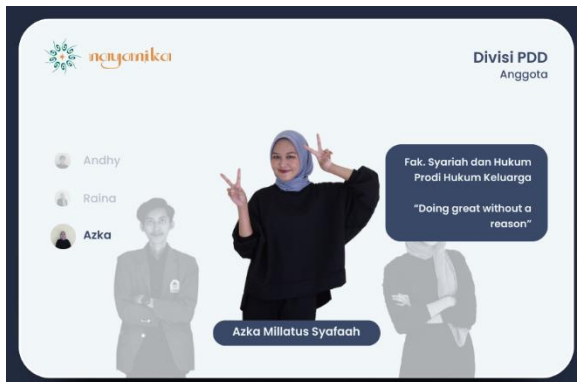 nayanika
Divisi PDD
Anggota
Andhy
Raina
Azka
Fak. Syariah dan Hukum
Prodi Hukum Keluarga
“Doing great without a
reason”
Azka Millatus Syafaah